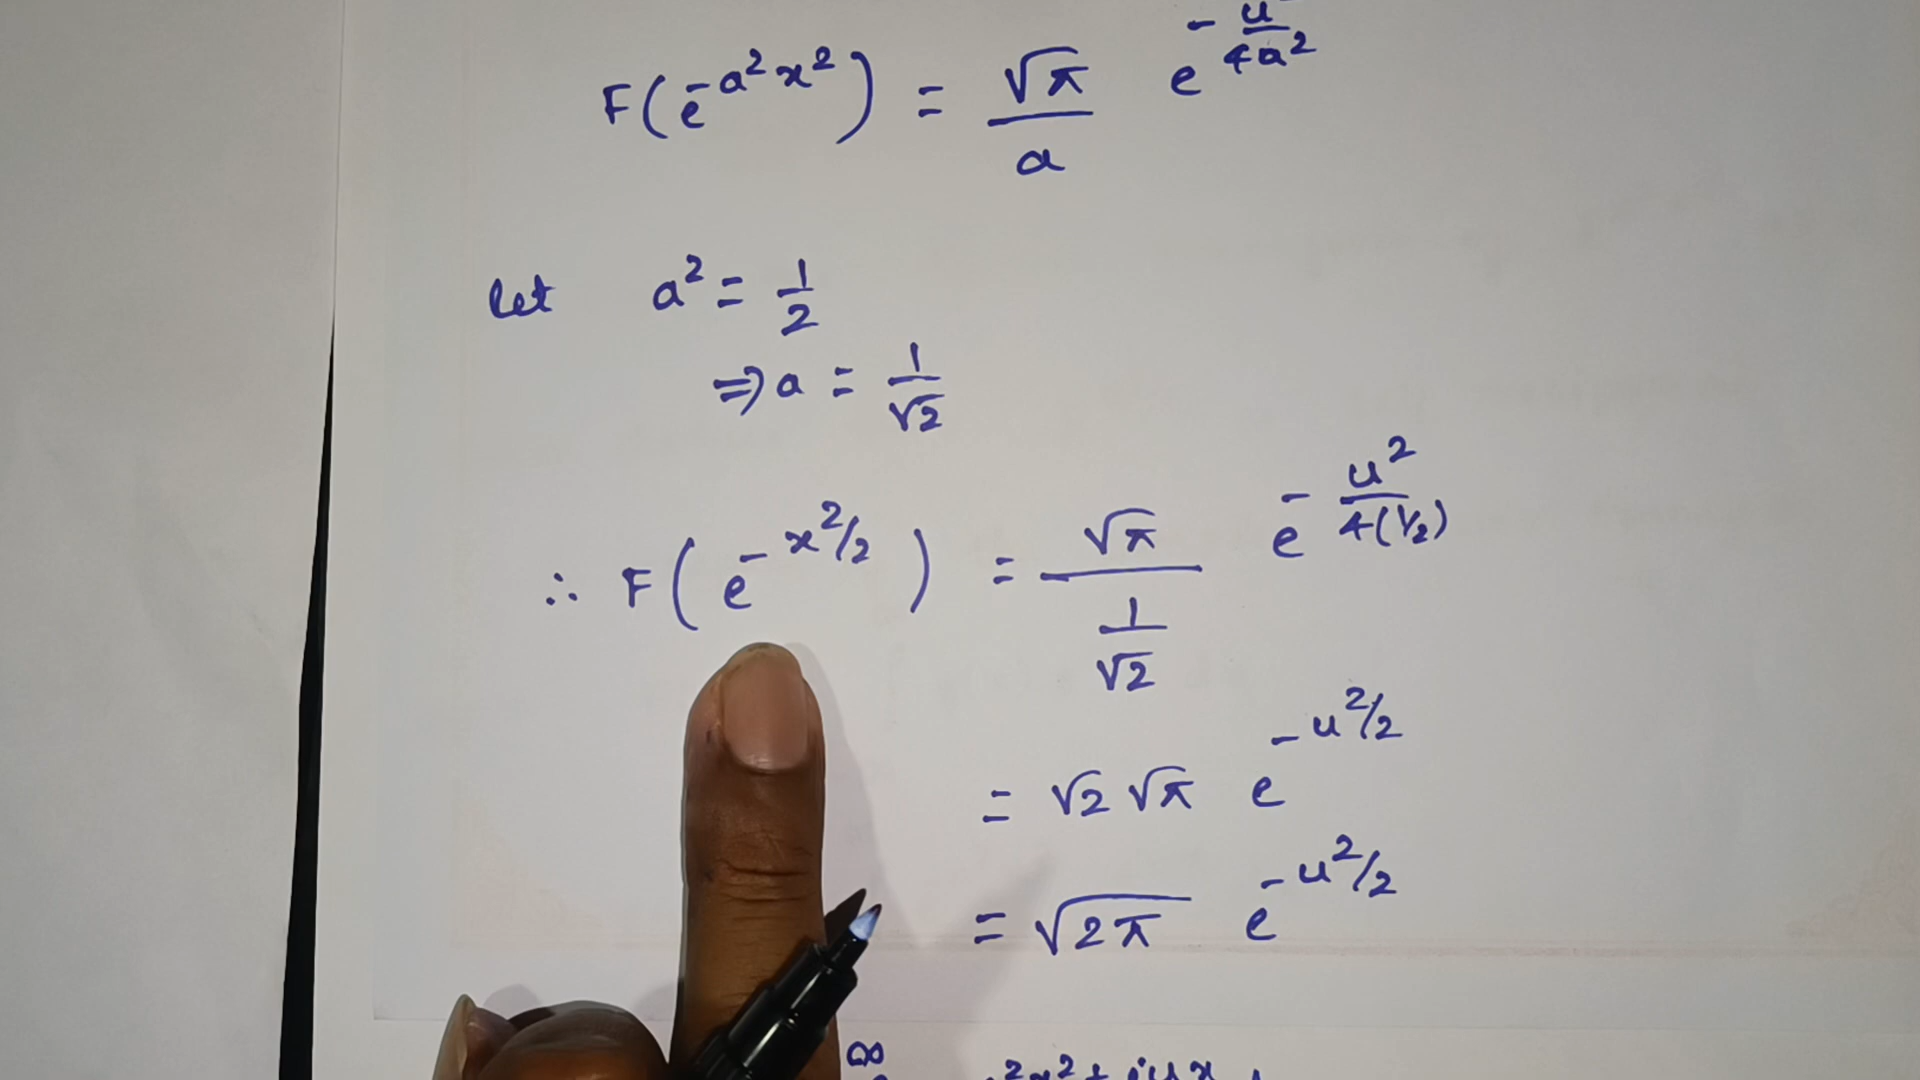 F(e^{-a²x²}) = √π/a e^{-u/4a²}
let a² = 1/2
⇒ a = 1/√2
∴ F(e^{-x²/2}) = √π/(1/√2) e^{-u²/4(1/2)}
= √2 √π e^{-u²/2}
= √2π e^{-u²/2}
∞